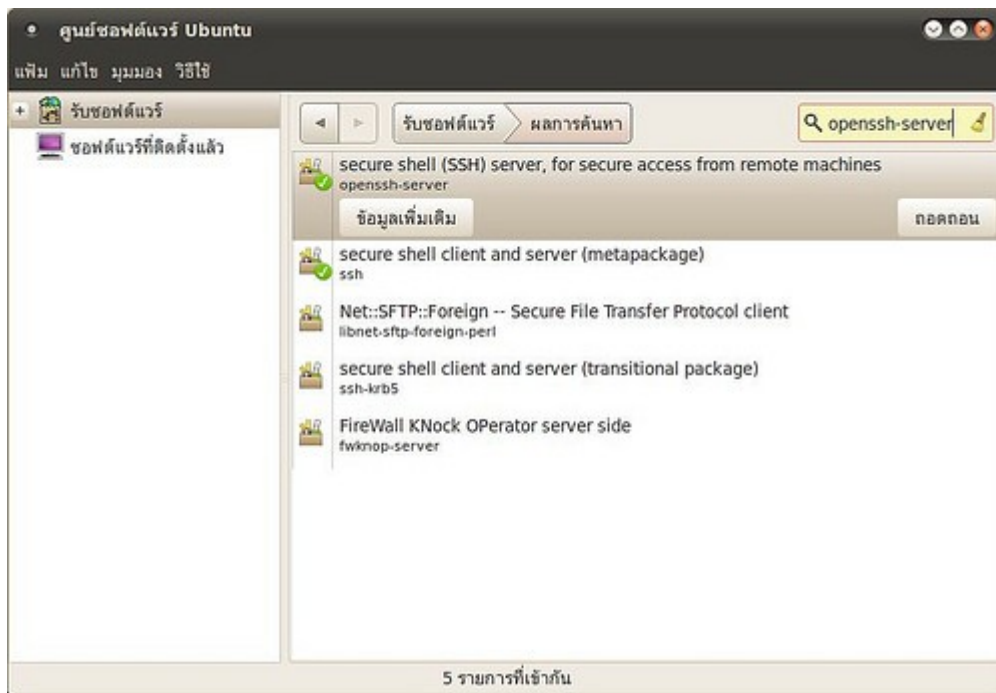 ศูนย์ซอฟต์แวร์ Ubuntu
แฟ้ม แก้ไข มุมมอง วิธีใช้
รับซอฟต์แวร์
ซอฟต์แวร์ที่ติดตั้งแล้ว
รับซอฟต์แวร์ ผลการค้นหา
openssh-server
secure shell (SSH) server, for secure access from remote machines
openssh-server
ข้อมูลเพิ่มเติม ถอดถอน
secure shell client and server (metapackage)
ssh
Net::SFTP::Foreign -- Secure File Transfer Protocol client
libnet-sftp-foreign-perl
secure shell client and server (transitional package)
ssh-krb5
FireWall KNock OPerator server side
fwknop-server
5 รายการที่เข้ากัน